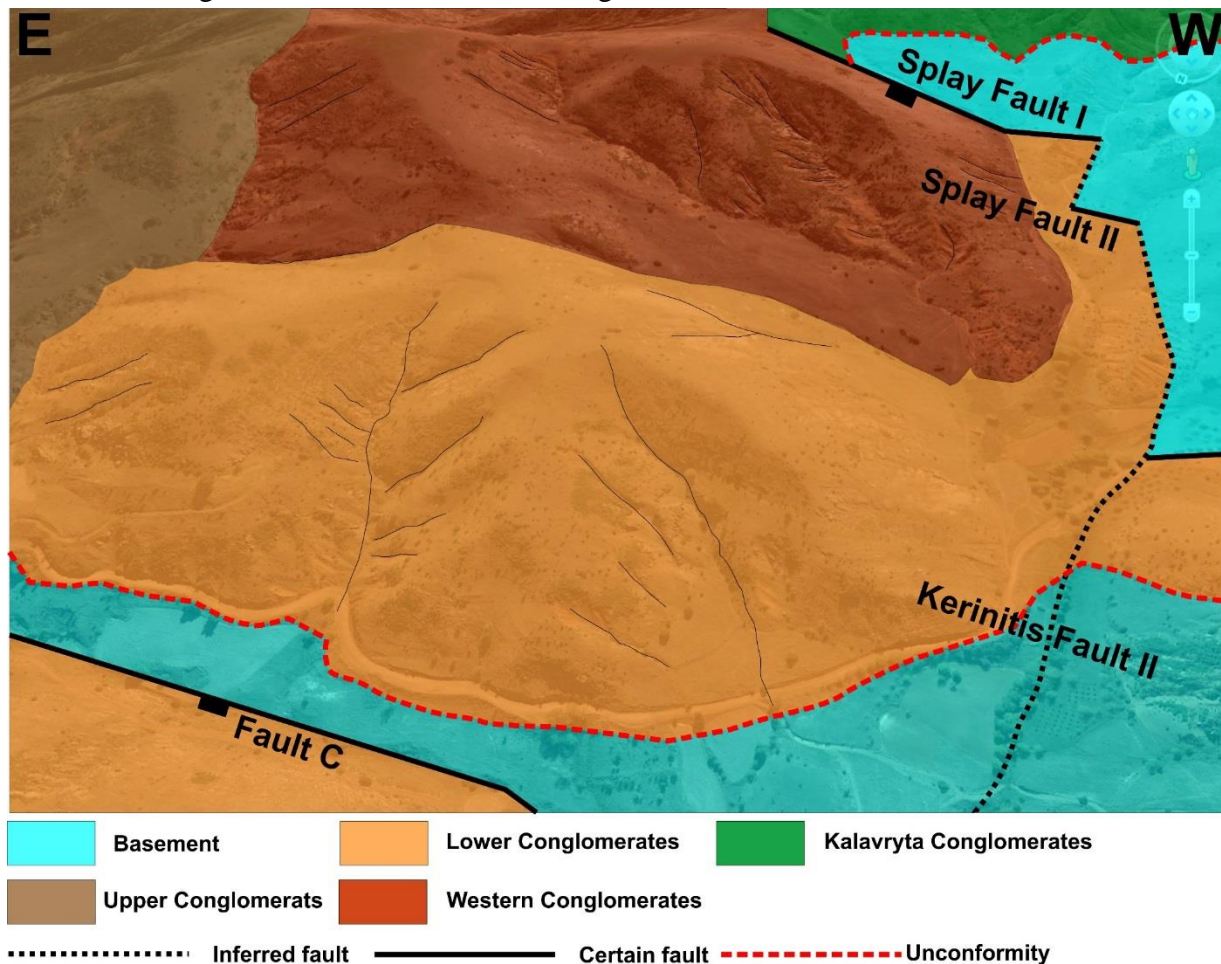 E
W
Splay Fault I
Splay Fault II
Kerinitis Fault II
Fault C
Basement
Lower Conglomerates
Kalavryta Conglomerates
Upper Conglomerats
Western Conglomerates
Inferred fault
Certain fault
Unconformity